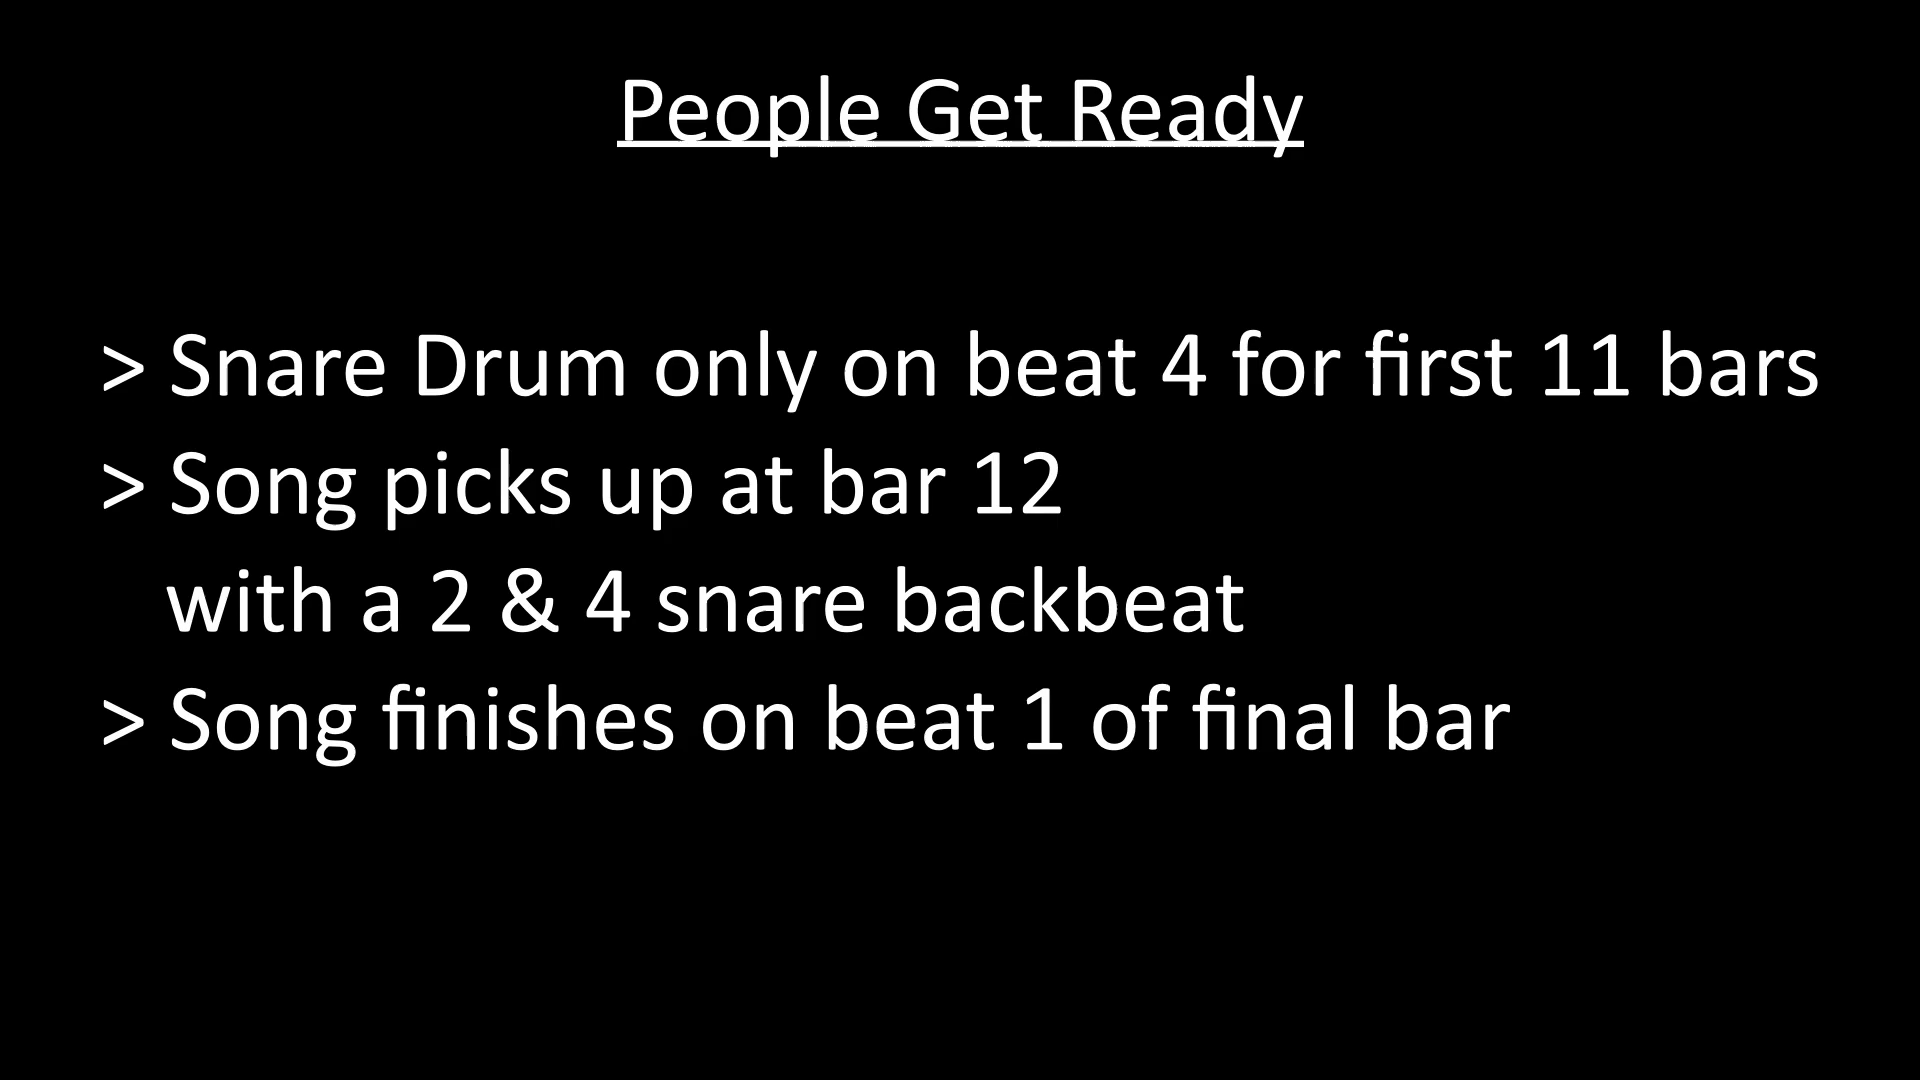 People Get Ready
> Snare Drum only on beat 4 for first 11 bars
> Song picks up at bar 12
with a 2 & 4 snare backbeat
> Song finishes on beat 1 of final bar